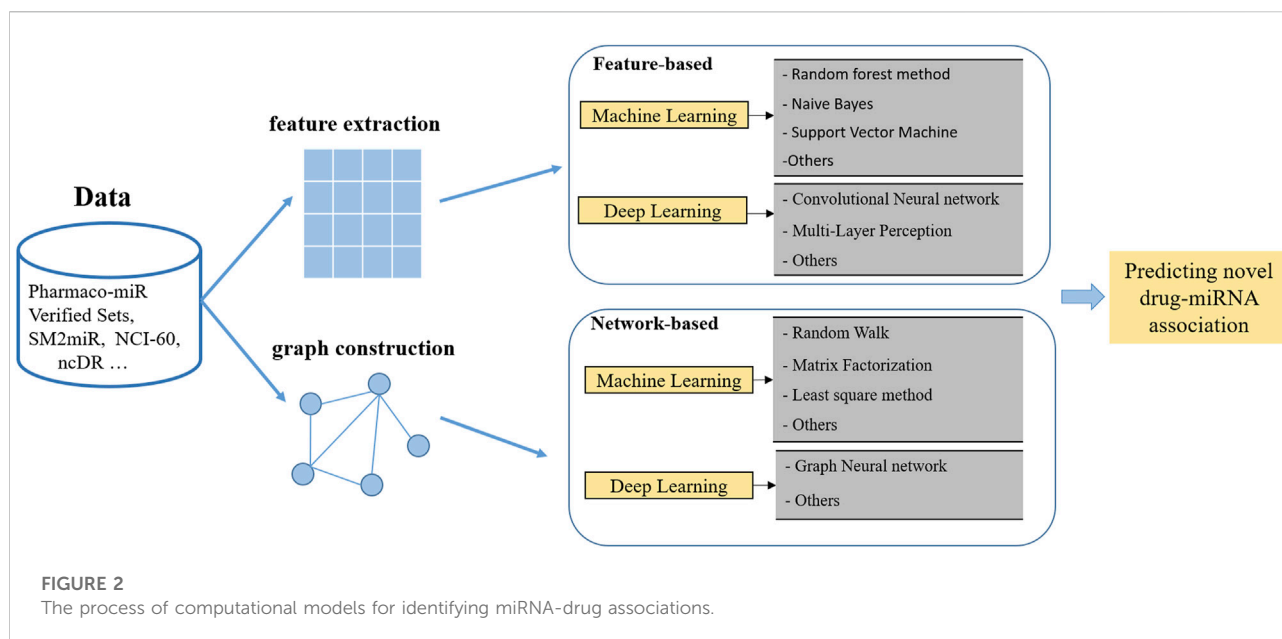 Data
Pharmaco-miR
Verified Sets,
SM2miR, NCI-60,
ncDR ...
feature extraction
graph construction
Feature-based
Machine Learning
- Random forest method
- Naive Bayes
- Support Vector Machine
-Others
Deep Learning
- Convolutional Neural network
- Multi-Layer Perception
- Others
Network-based
Machine Learning
- Random Walk
- Matrix Factorization
- Least square method
- Others
Deep Learning
- Graph Neural network
- Others
Predicting novel
drug-miRNA
association
FIGURE 2
The process of computational models for identifying miRNA-drug associations.